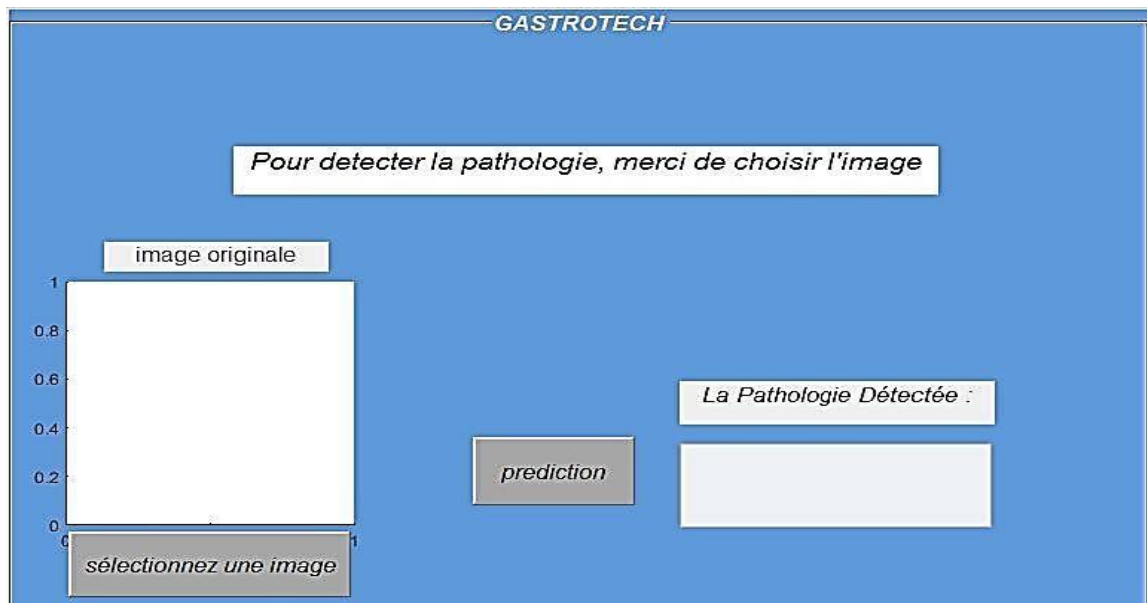 GASTROTECH
Pour detecter la pathologie, merci de choisir l'image
image originale
1
0.8
0.6
0.4
0.2
0
0
1
La Pathologie Détectée :
prediction
sélectionnez une image